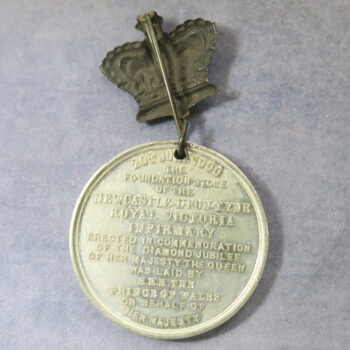 20TH JUNE 1900
THE
FOUNDATION STONE
OF THE
NEWCASTLE-UPON-TYNE
ROYAL VICTORIA
INFIRMARY
ERECTED IN COMMEMORATION
OF THE DIAMOND JUBILEE
OF HER MAJESTY THE QUEEN
WAS LAID BY
H.R.H. THE
PRINCE OF WALES
ON BEHALF OF
HER MAJESTY